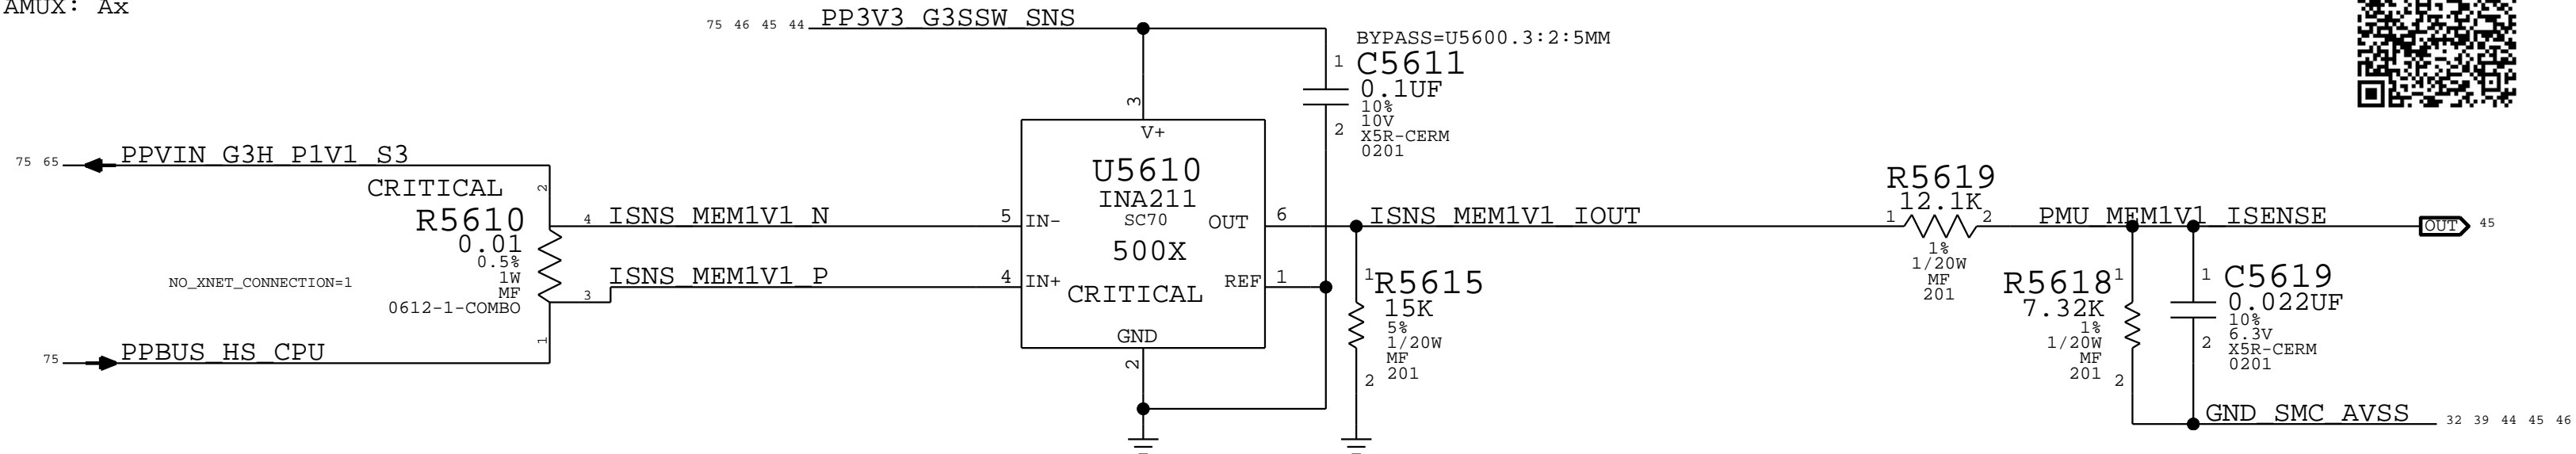 AMUX: Ax
75 46 45 44 PP3V3_G3SSW_SNS
BYPASS=U5600.3:2:5MM
1 C5611
0.1UF
10%
10V
2 X5R-CERM
0201
3
V+
75 65 PPVIN_G3H_P1V1_S3
CRITICAL
2
R5610
0.01
0.5%
1W
MF
0612-1-COMBO
NO_XNET_CONNECTION=1
4 ISNS_MEM1V1_N
3 ISNS_MEM1V1_P
1
75 PPBUS_HS_CPU
U5610
INA211
SC70
500X
CRITICAL
5 IN-
4 IN+
OUT 6
REF 1
GND
2
ISNS_MEM1V1_IOUT
1 R5615
15K
5%
1/20W
MF
2 201
R5619
12.1K
1 2
1%
1/20W
MF
201
PMU_MEM1V1_ISENSE
OUT 45
R5618 1
7.32K
1%
1/20W
MF
201 2
1 C5619
0.022UF
10%
6.3V
2 X5R-CERM
0201
GND_SMC_AVSS 32 39 44 45 46